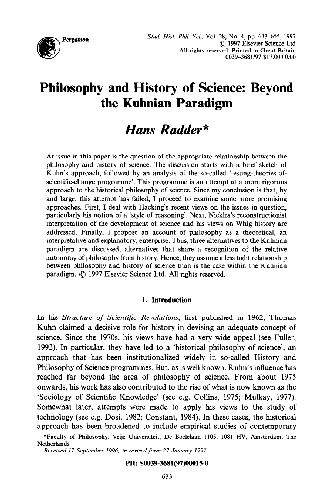 Pergamon
Stud. Hist. Phil. Sci., Vol. 28, No. 4, pp. 633–655, 1997
© 1997 Elsevier Science Ltd
All rights reserved. Printed in Great Britain
0039-3681/97 $17.00+0.00
Philosophy and History of Science: Beyond
the Kuhnian Paradigm
Hans Radder*
At issue in this paper is the question of the appropriate relationship between the
philosophy and history of science. The discussion starts with a brief sketch of
Kuhn's approach, followed by an analysis of the so-called 'testing-theories-of-
scientific-change programme'. This programme is an attempt at a more rigorous
approach to the historical philosophy of science. Since my conclusion is that, by
and large, this attempt has failed, I proceed to examine some more promising
approaches. First, I deal with Hacking's recent views on the issues in question,
particularly his notion of a 'style of reasoning'. Next, Nickles's reconstructionist
interpretation of the development of science and his views on Whig history are
addressed. Finally, I propose an account of philosophy as a theoretical, an
interpretative and explanatory, enterprise. Thus, three alternatives to the Kuhnian
paradigm are discussed, alternatives that share a recognition of the relative
autonomy of philosophy from history. Hence, they assume a less tight relationship
between philosophy and history of science than is the case within the Kuhnian
paradigm. © 1997 Elsevier Science Ltd. All rights reserved.
1. Introduction
In his Structure of Scientific Revolutions, first published in 1962, Thomas
Kuhn claimed a decisive role for history in devising an adequate concept of
science. Since the 1970s, his views have had a very wide appeal (see Fuller,
1992). In particular, they have led to a 'historical philosophy of science', an
approach that has been institutionalized widely in so-called History and
Philosophy of Science programmes. But, as is well known, Kuhn's influence has
reached far beyond the area of philosophy of science. From about 1975
onwards, his work has also contributed to the rise of what is now known as the
'Sociology of Scientific Knowledge' (see e.g. Collins, 1975; Mulkay, 1977).
Somewhat later, attempts were made to apply his views to the study of
technology (see e.g. Dosi, 1982; Constant, 1984). In these cases, the historical
approach has been broadened to include empirical studies of contemporary
*Faculty of Philosophy, Vrije Universiteit, De Boelelaan 1105, 1081 HV, Amsterdam, The
Netherlands
Received 17 September 1996; in revised form 27 January 1997.
PII: S0039-3681(97)00013-0
633